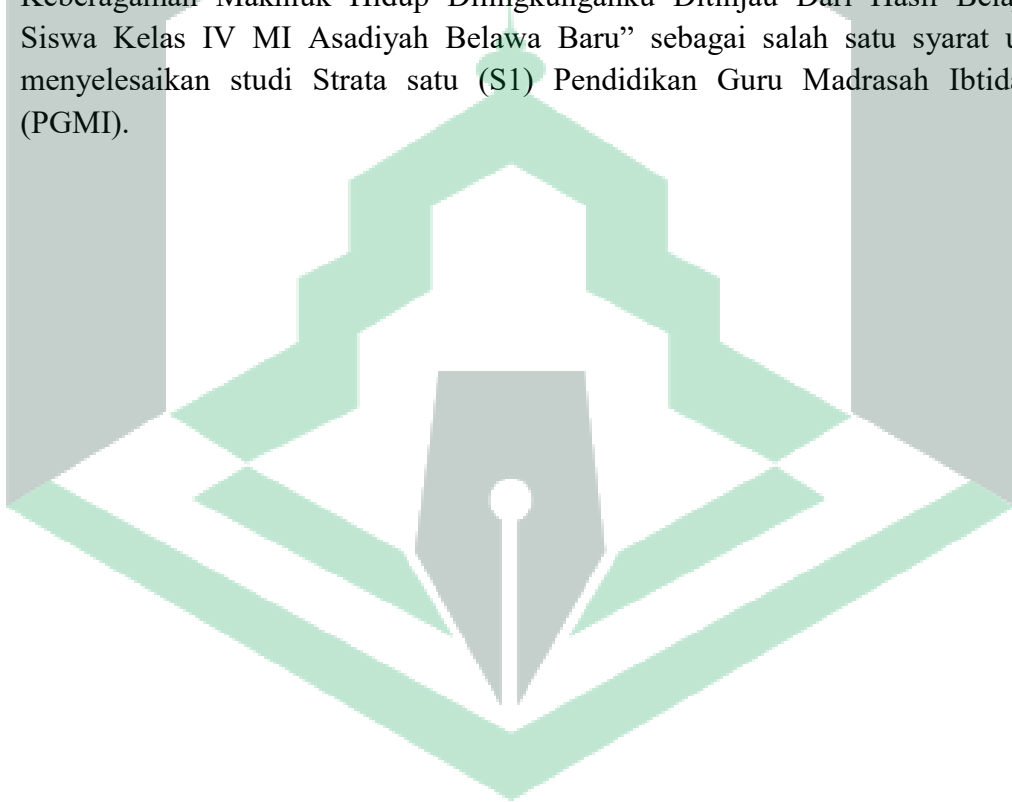 Keberagaman Makhluk Hidup Dilingkunganku Ditinjau Dari Hasil
Siswa Kelas IV MI Asadiyah Belawa Baru” sebagai salah satu syarat
menyelesaikan studi Strata satu (S1) Pendidikan Guru Madrasah
(PGMI).